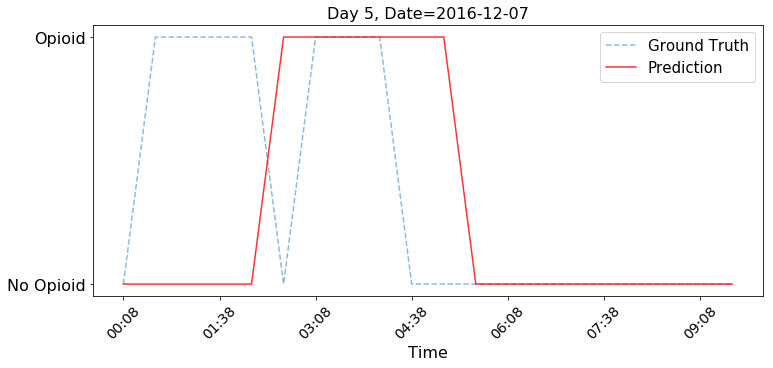 Day 5, Date=2016-12-07
Opioid
No Opioid
Ground Truth
Prediction
00:08
01:38
03:08
04:38
06:08
07:38
09:08
Time